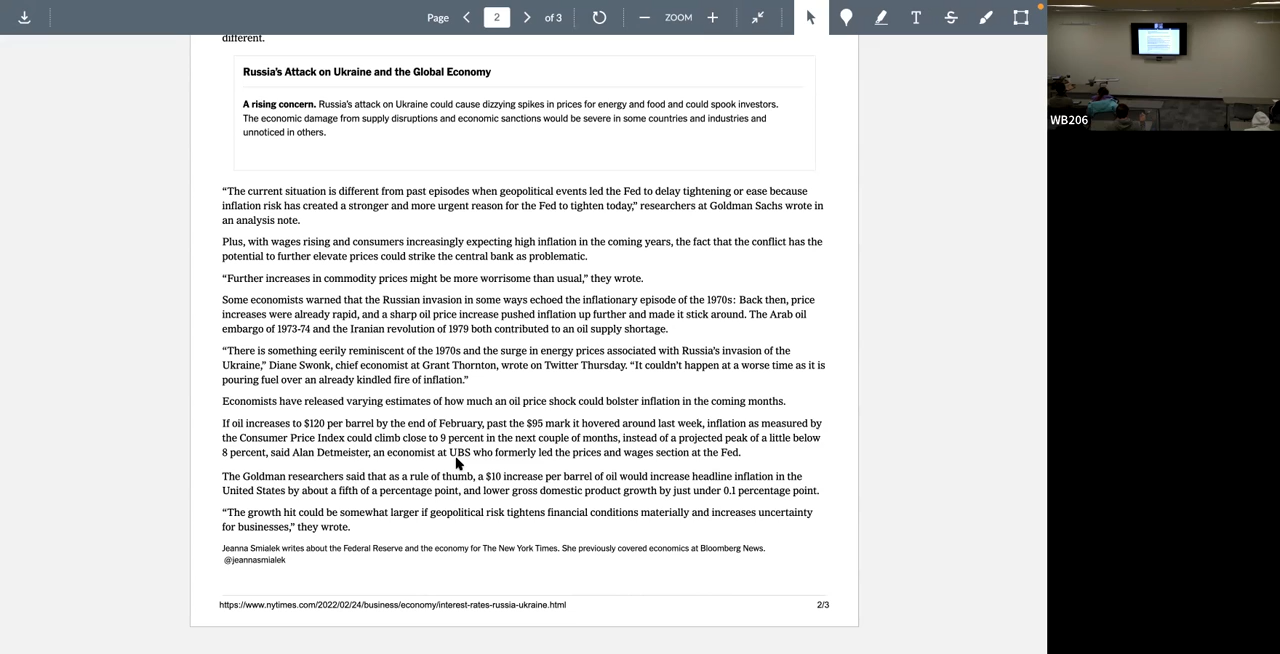 Page 2 of 3 ZOOM
different.
Russia's Attack on Ukraine and the Global Economy
A rising concern. Russia's attack on Ukraine could cause dizzying spikes in prices for energy and food and could spook investors.
The economic damage from supply disruptions and economic sanctions would be severe in some countries and industries and
unnoticed in others.
“The current situation is different from past episodes when geopolitical events led the Fed to delay tightening or ease because
inflation risk has created a stronger and more urgent reason for the Fed to tighten today,” researchers at Goldman Sachs wrote in
an analysis note.
Plus, with wages rising and consumers increasingly expecting high inflation in the coming years, the fact that the conflict has the
potential to further elevate prices could strike the central bank as problematic.
“Further increases in commodity prices might be more worrisome than usual,” they wrote.
Some economists warned that the Russian invasion in some ways echoed the inflationary episode of the 1970s: Back then, price
increases were already rapid, and a sharp oil price increase pushed inflation up further and made it stick around. The Arab oil
embargo of 1973-74 and the Iranian revolution of 1979 both contributed to an oil supply shortage.
“There is something eerily reminiscent of the 1970s and the surge in energy prices associated with Russia's invasion of the
Ukraine,” Diane Swonk, chief economist at Grant Thornton, wrote on Twitter Thursday. “It couldn't happen at a worse time as it is
pouring fuel over an already kindled fire of inflation.”
Economists have released varying estimates of how much an oil price shock could bolster inflation in the coming months.
If oil increases to $120 per barrel by the end of February, past the $95 mark it hovered around last week, inflation as measured by
the Consumer Price Index could climb close to 9 percent in the next couple of months, instead of a projected peak of a little below
8 percent, said Alan Detmeister, an economist at UBS who formerly led the prices and wages section at the Fed.
The Goldman researchers said that as a rule of thumb, a $10 increase per barrel of oil would increase headline inflation in the
United States by about a fifth of a percentage point, and lower gross domestic product growth by just under 0.1 percentage point.
“The growth hit could be somewhat larger if geopolitical risk tightens financial conditions materially and increases uncertainty
for businesses,” they wrote.
Jeanna Smialek writes about the Federal Reserve and the economy for The New York Times. She previously covered economics at Bloomberg News.
@jeannasmialek
https://www.nytimes.com/2022/02/24/business/economy/interest-rates-russia-ukraine.html 2/3
WB206